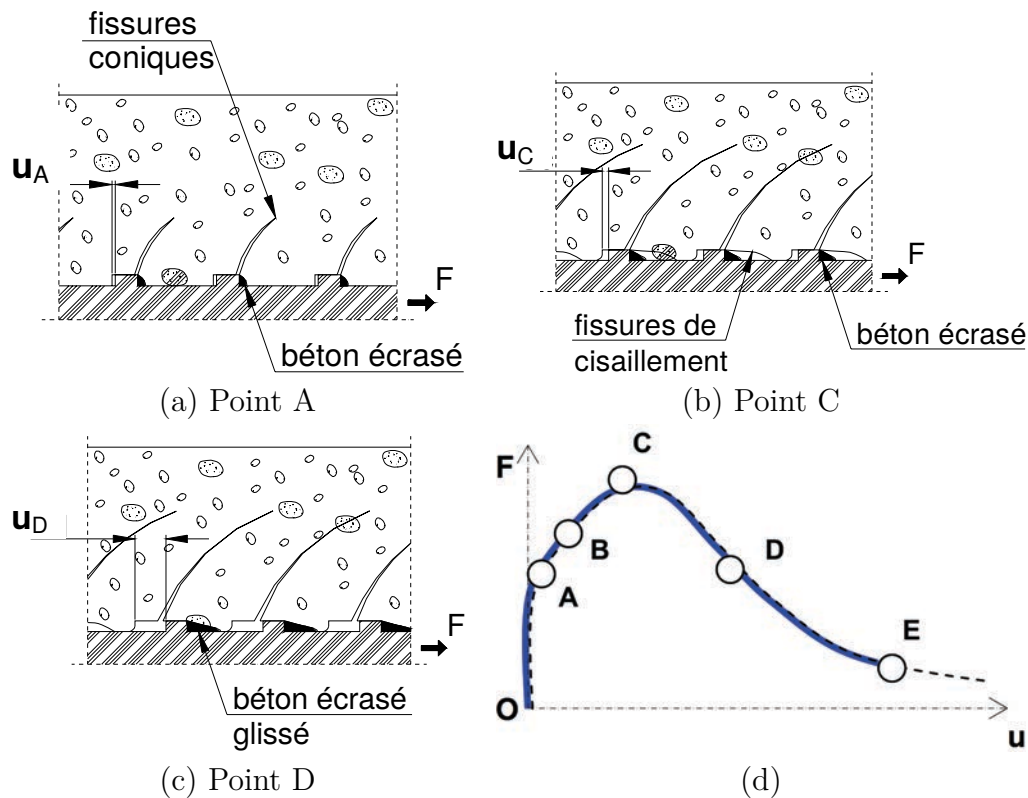 fissures
coniques
u_A
F
béton écrasé
(a) Point A
u_C
F
fissures de
cisaillement
béton écrasé
(b) Point C
u_D
F
béton écrasé
glissé
(c) Point D
F
C
B
A
D
E
O
u
(d)